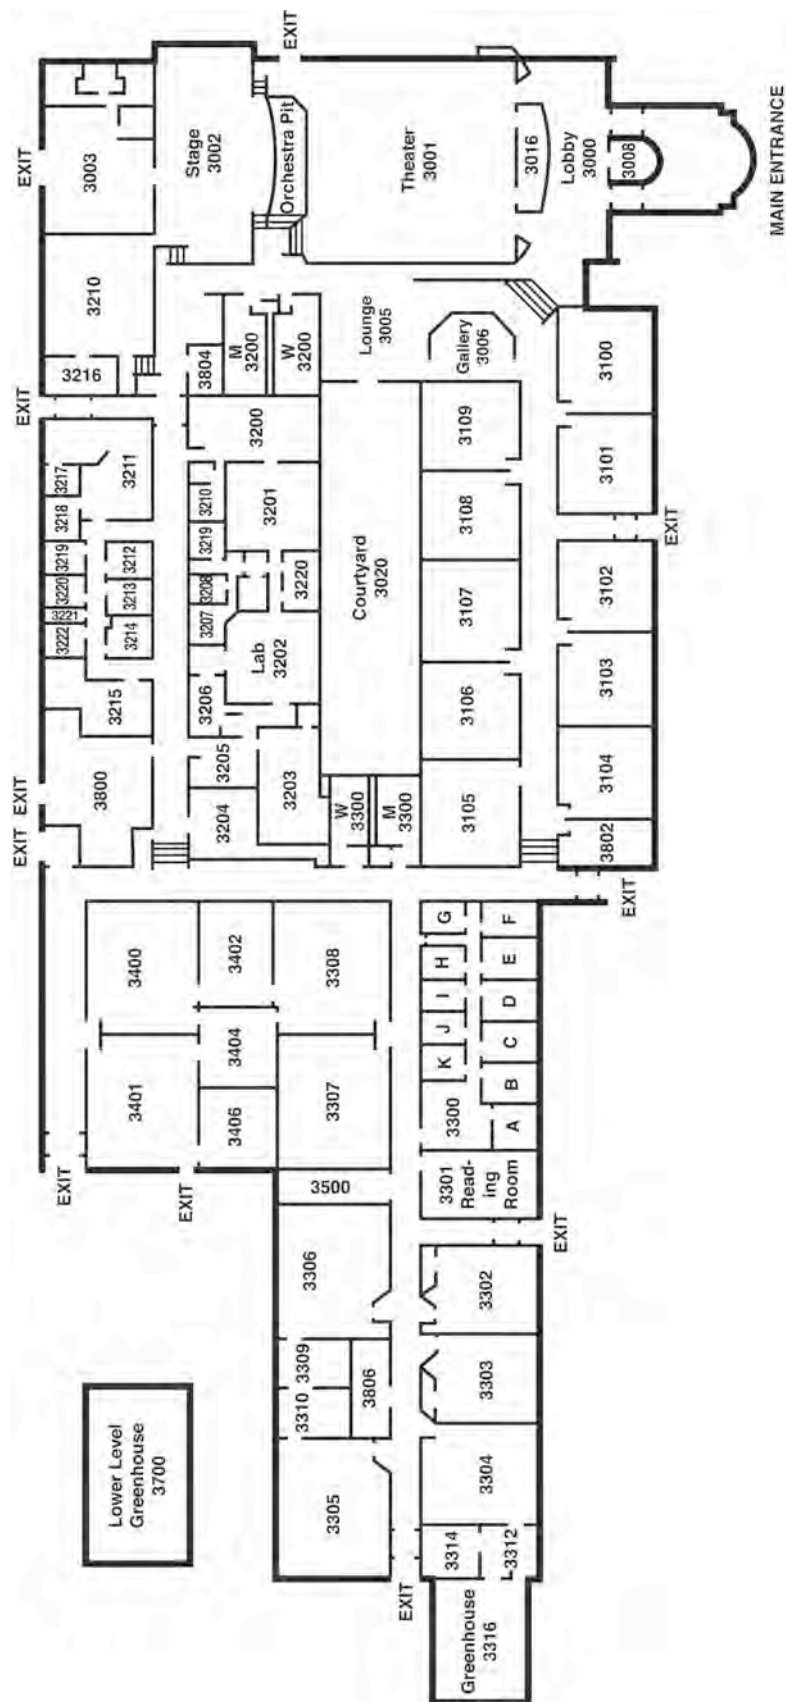 EXIT
EXIT
3003
Stage
3002
Orchestra Pit
Theater
3001
3016
Lobby
3000
3008
MAIN ENTRANCE
3210
3216
EXIT
3804
M
3200
W
3200
Lounge
3005
Gallery
3006
3100
3217
3218
3211
3219
3220
3221
3222
3212
3213
3214
3215
3200
3210
3201
3219
3208
3207
3220
Lab
3202
3206
3205
3204
3203
Courtyard
3020
3109
3108
3107
3106
3105
3101
EXIT
3102
3103
3104
3802
EXIT
EXIT
EXIT
3800
W
3300
M
3300
3400
3402
3308
3401
3404
3406
3307
G
H
I
J
K
F
E
D
C
B
A
3300
3301
Read-
ing
Room
EXIT
EXIT
EXIT
3500
3306
3309
3310
3806
3305
3302
3303
3304
3314
3312
EXIT
Greenhouse
3316
Lower Level
Greenhouse
3700